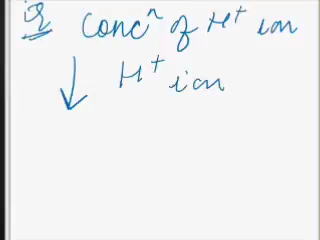 Concⁿ of H⁺ ion
H⁺ ion